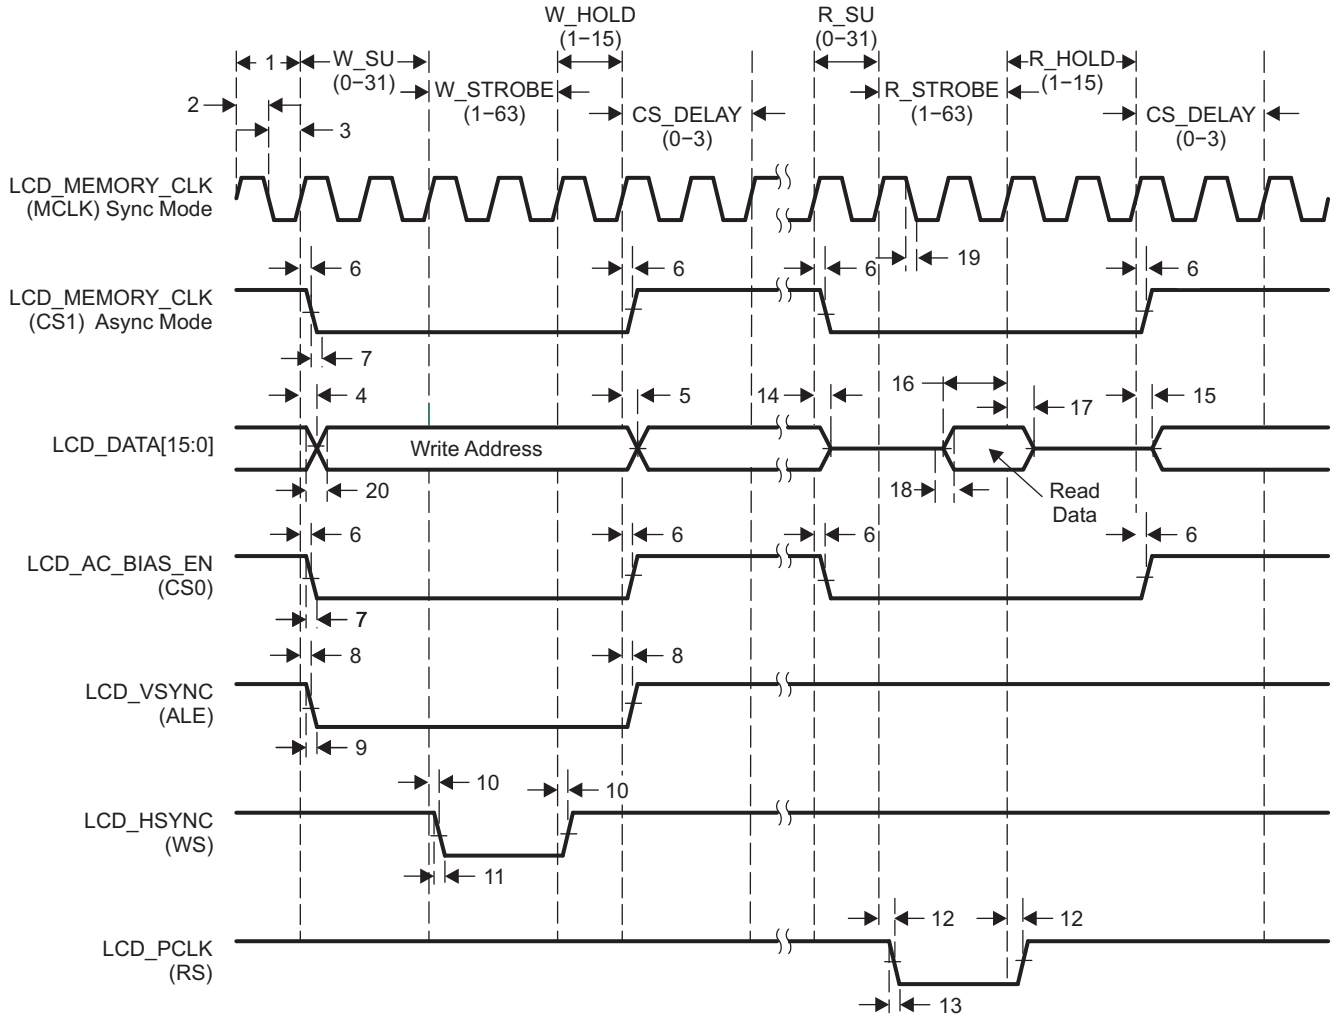 W_HOLD
(1−15)
R_SU
(0−31)
1
W_SU
(0−31)
R_HOLD
(1−15)
2
W_STROBE
(1−63)
R_STROBE
(1−63)
3
CS_DELAY
(0−3)
CS_DELAY
(0−3)
LCD_MEMORY_CLK
(MCLK) Sync Mode
19
6
6
6
6
LCD_MEMORY_CLK
(CS1) Async Mode
7
4
5
14
16
17
15
LCD_DATA[15:0]
Write Address
20
18
Read
Data
6
6
6
6
LCD_AC_BIAS_EN
(CS0)
7
8
8
LCD_VSYNC
(ALE)
9
10
10
LCD_HSYNC
(WS)
11
12
12
LCD_PCLK
(RS)
13